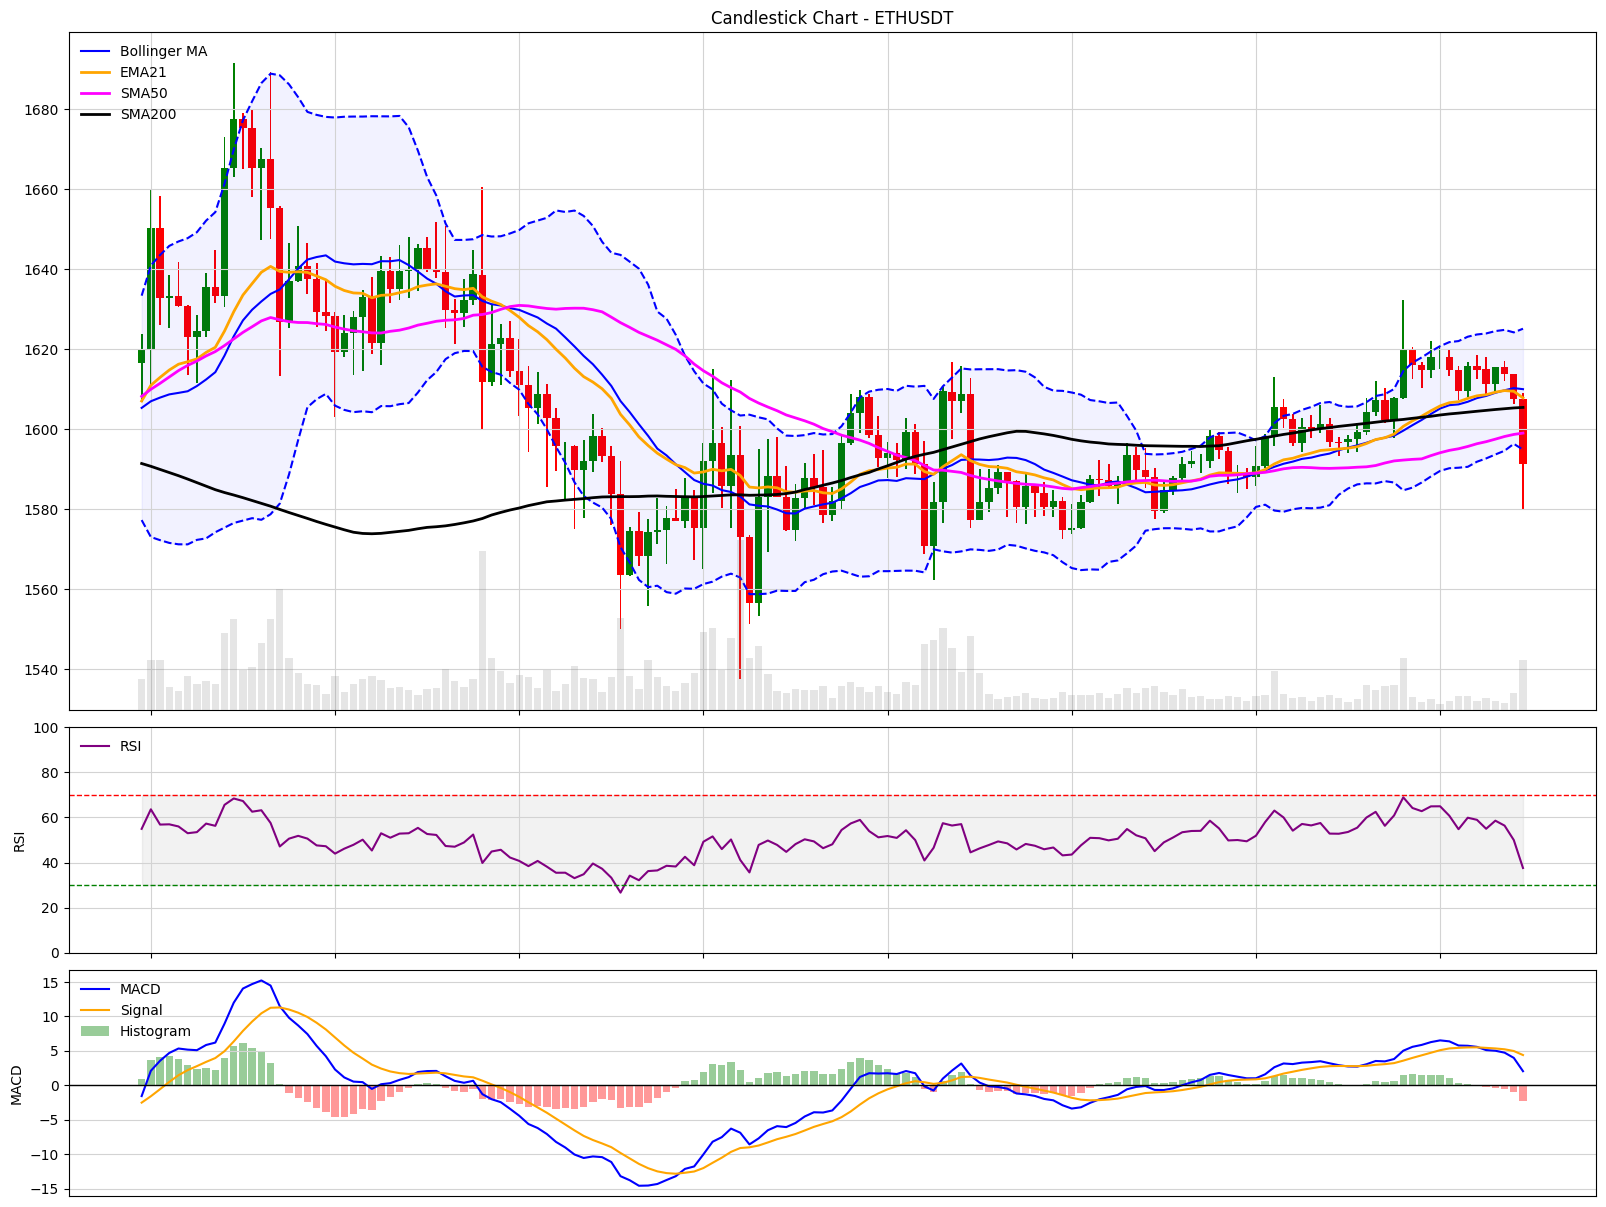 Candlestick Chart - ETHUSDT
Bollinger MA
EMA21
SMA50
SMA200
1680
1660
1640
1620
1600
1580
1560
1540
RSI
100
80
60
40
20
0
RSI
MACD
Signal
Histogram
15
10
5
0
−5
−10
−15
MACD